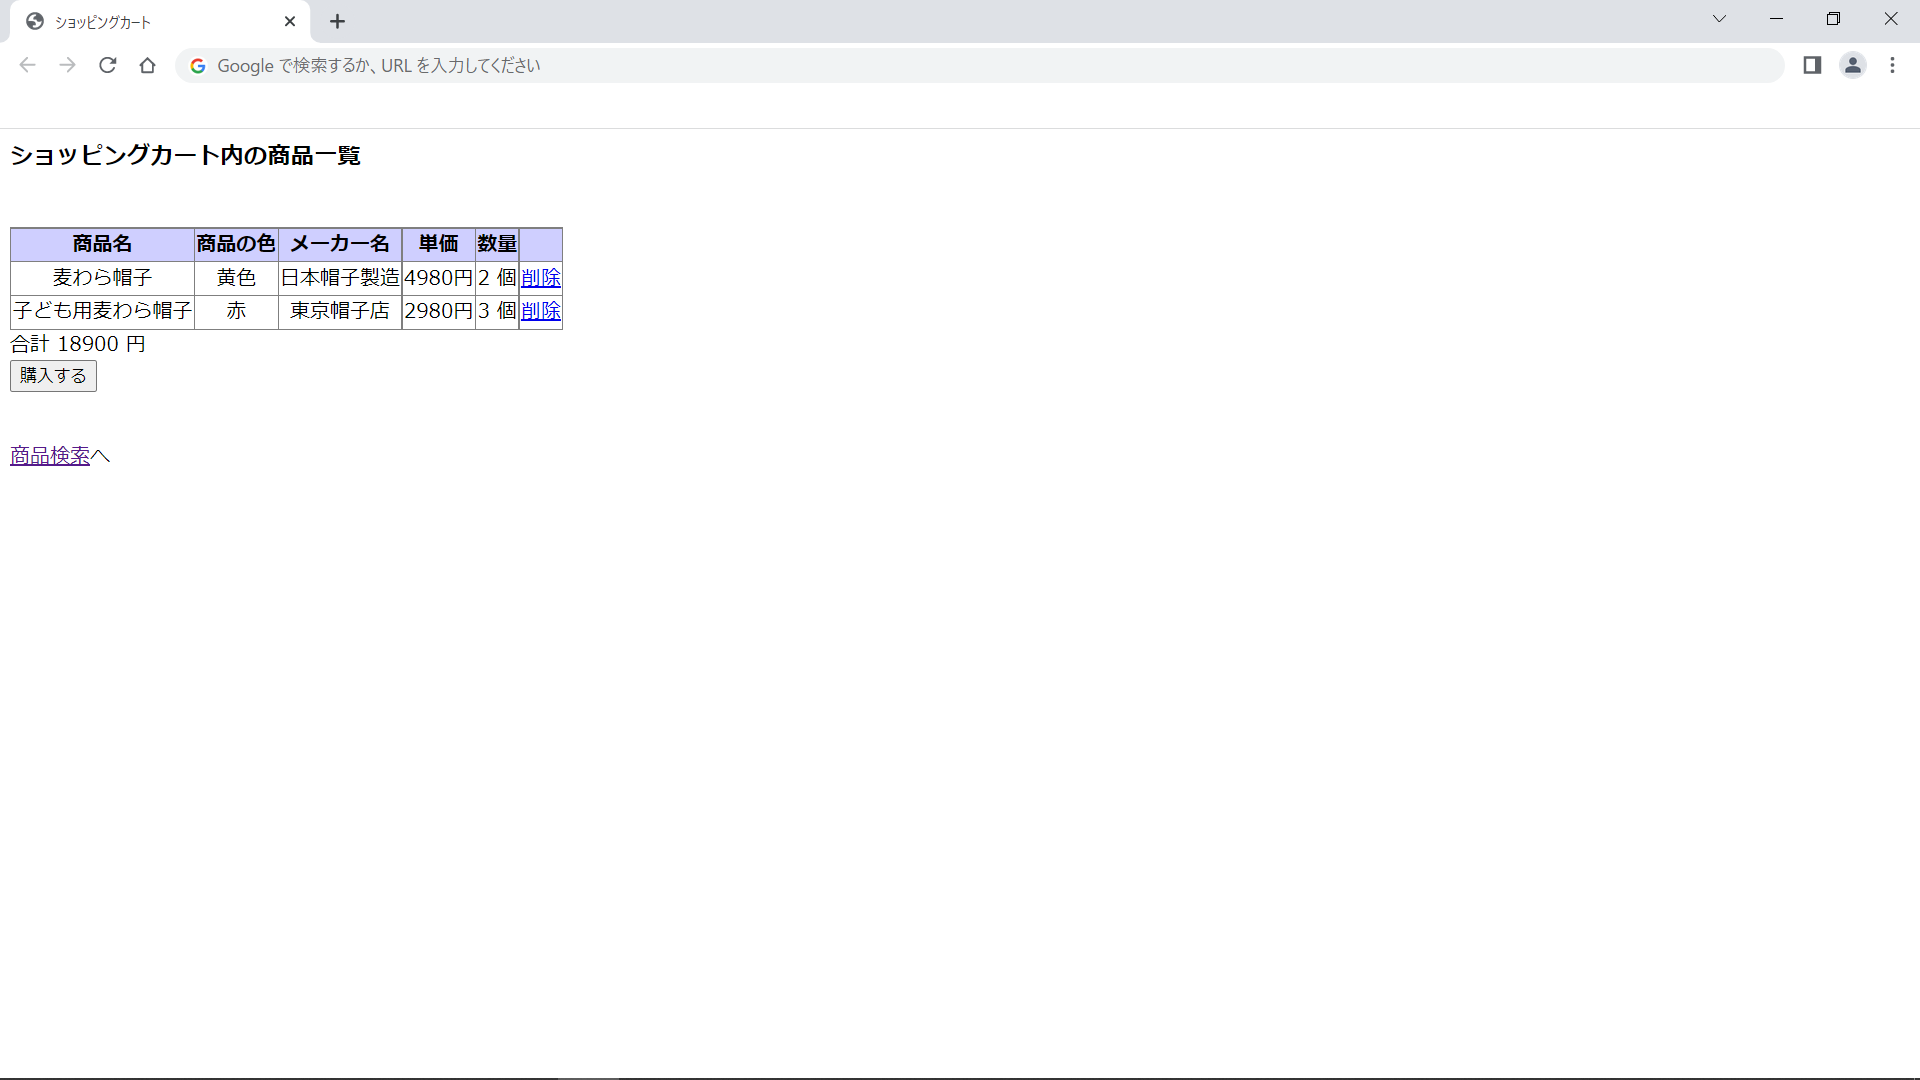 ショッピングカート
Google で検索するか、URL を入力してください
ショッピングカート内の商品一覧
商品名 商品の色 メーカー名 単価 数量
麦わら帽子 黄色 日本帽子製造 4980円 2 個 削除
子ども用麦わら帽子 赤 東京帽子店 2980円 3 個 削除
合計 18900 円
購入する
商品検索へ